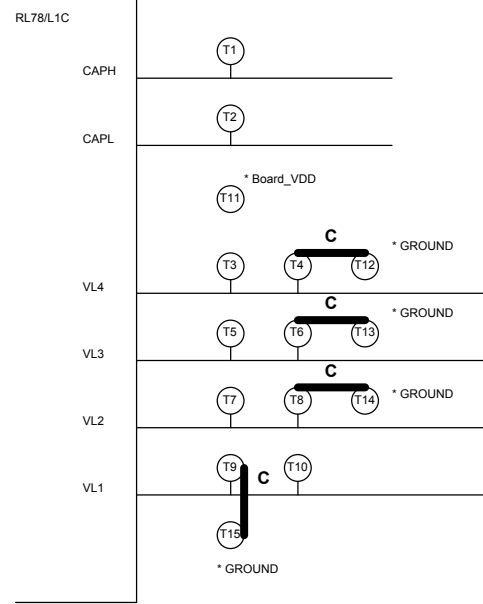 RL78/L1C
T1
CAPH
T2
CAPL
* Board_VDD
T11
C
* GROUND
T3
T4
T12
VL4
C
* GROUND
T5
T6
T13
VL3
C
* GROUND
T7
T8
T14
VL2
T9
T10
C
VL1
T15
* GROUND